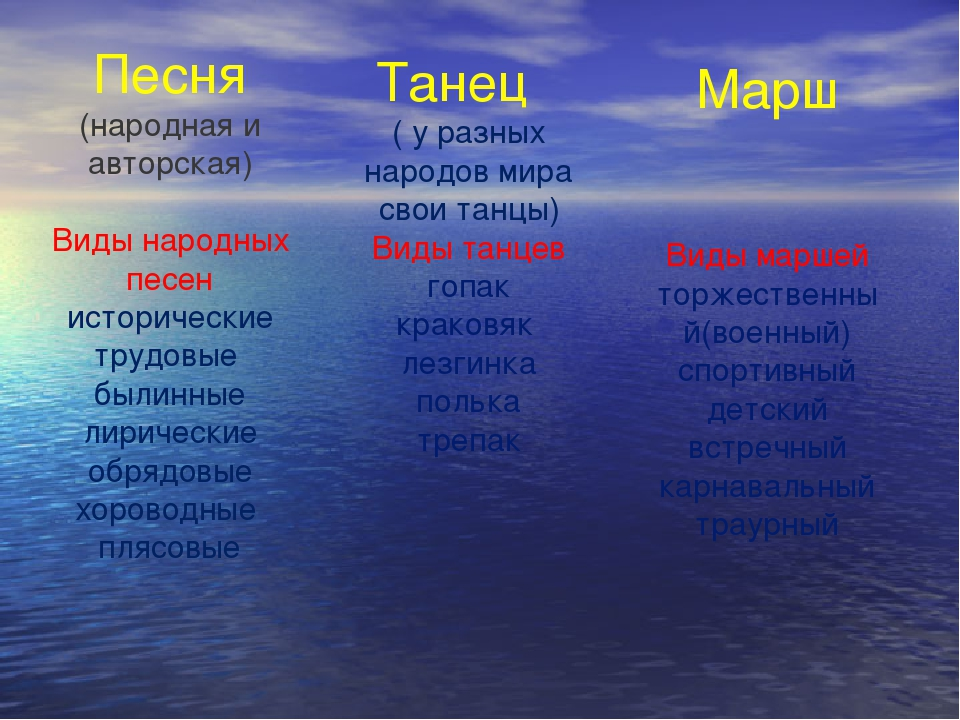 Песня
(народная и
авторская)
Виды народных
песен
исторические
трудовые
былинные
лирические
обрядовые
хороводные
плясовые
Танец
( у разных
народов мира
свои танцы)
Виды танцев
гопак
краковяк
лезгинка
полька
трепак
Марш
Виды маршей
торжественны
й(военный)
спортивный
детский
встречный
карнавальный
траурный